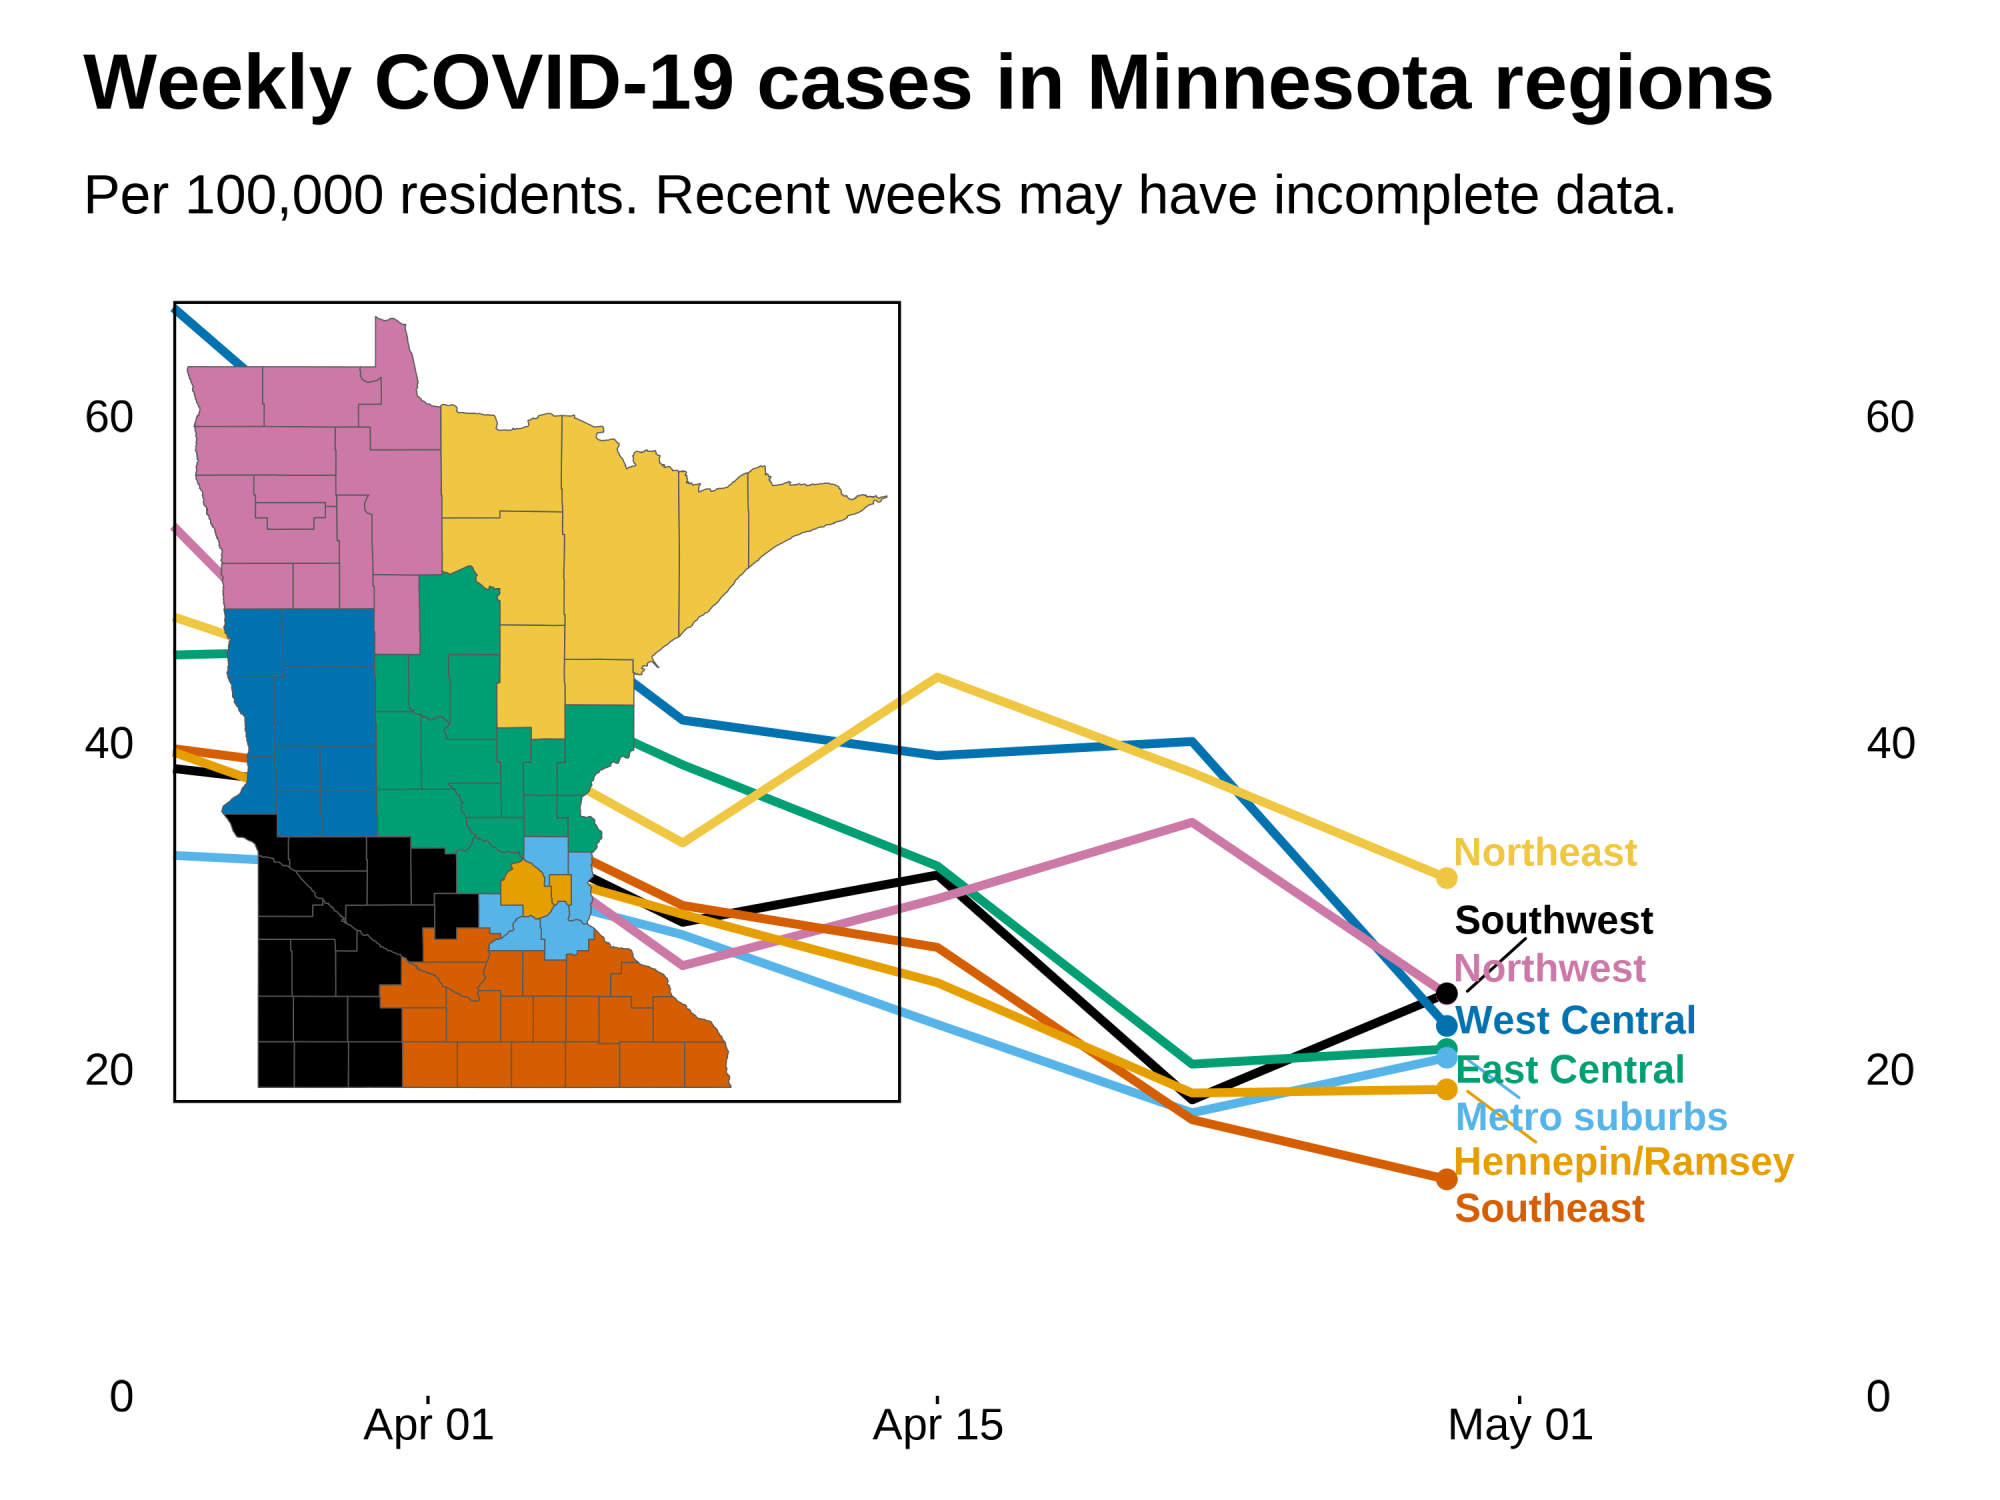 Weekly COVID-19 cases in Minnesota regions
Per 100,000 residents. Recent weeks may have incomplete data.
60
60
40
40
Northeast
Southwest
Northwest
West Central
20
East Central
20
Metro suburbs
Hennepin/Ramsey
Southeast
0
0
Apr 01
Apr 15
May 01